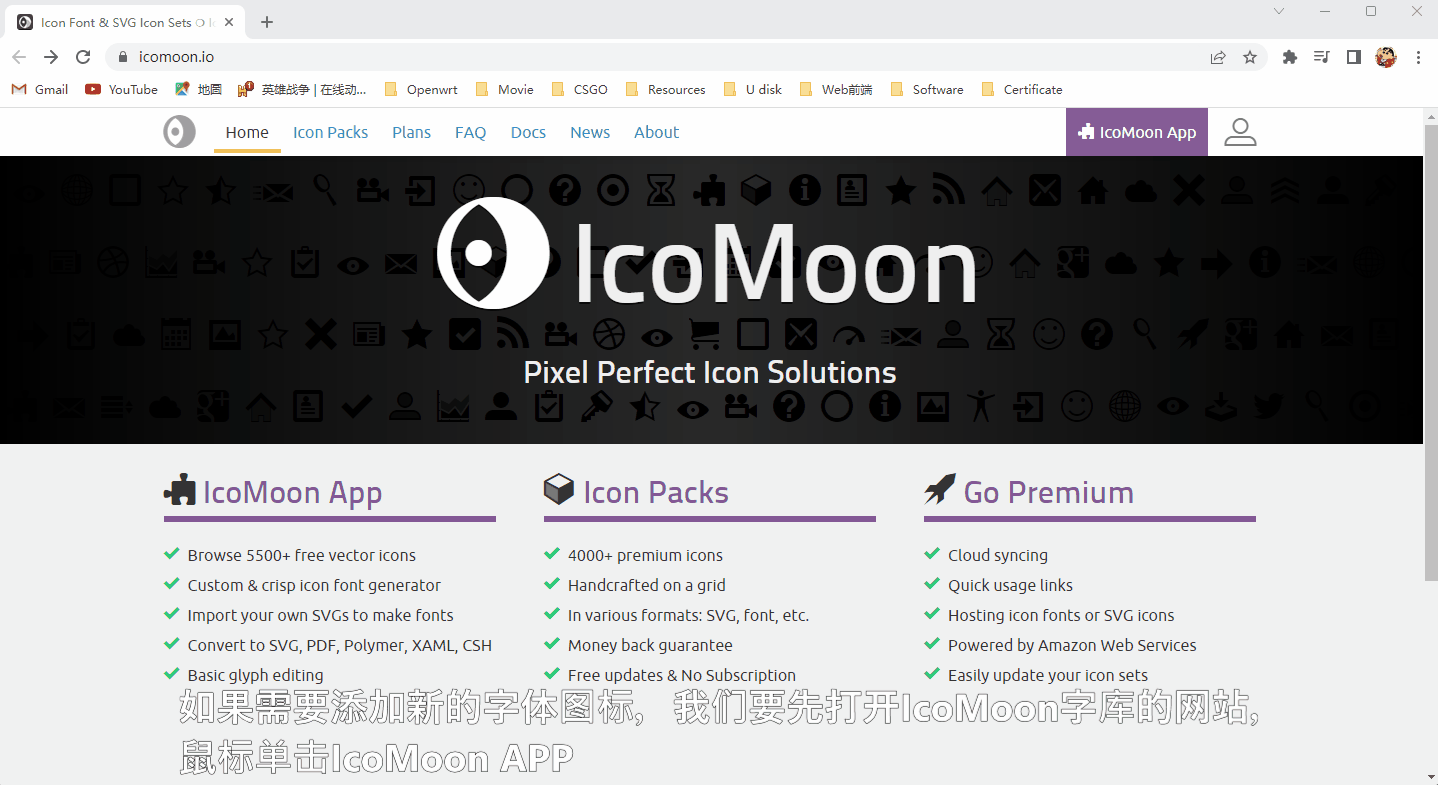 Icon Font & SVG Icon Sets
icomoon.io
Gmail YouTube 地圖 英雄战争 | 在线动... Openwrt Movie CSGO Resources U disk Web前端 Software Certificate
Home Icon Packs Plans FAQ Docs News About IcoMoon App
IcoMoon
Pixel Perfect Icon Solutions
IcoMoon App
Browse 5500+ free vector icons
Custom & crisp icon font generator
Import your own SVGs to make fonts
Convert to SVG, PDF, Polymer, XAML, CSH
Basic glyph editing
Icon Packs
4000+ premium icons
Handcrafted on a grid
In various formats: SVG, font, etc.
Money back guarantee
Free updates & No Subscription
Go Premium
Cloud syncing
Quick usage links
Hosting icon fonts or SVG icons
Powered by Amazon Web Services
Easily update your icon sets
如果需要添加新的字体图标，我们要先打开IcoMoon字库的网站,
鼠标单击IcoMoon APP